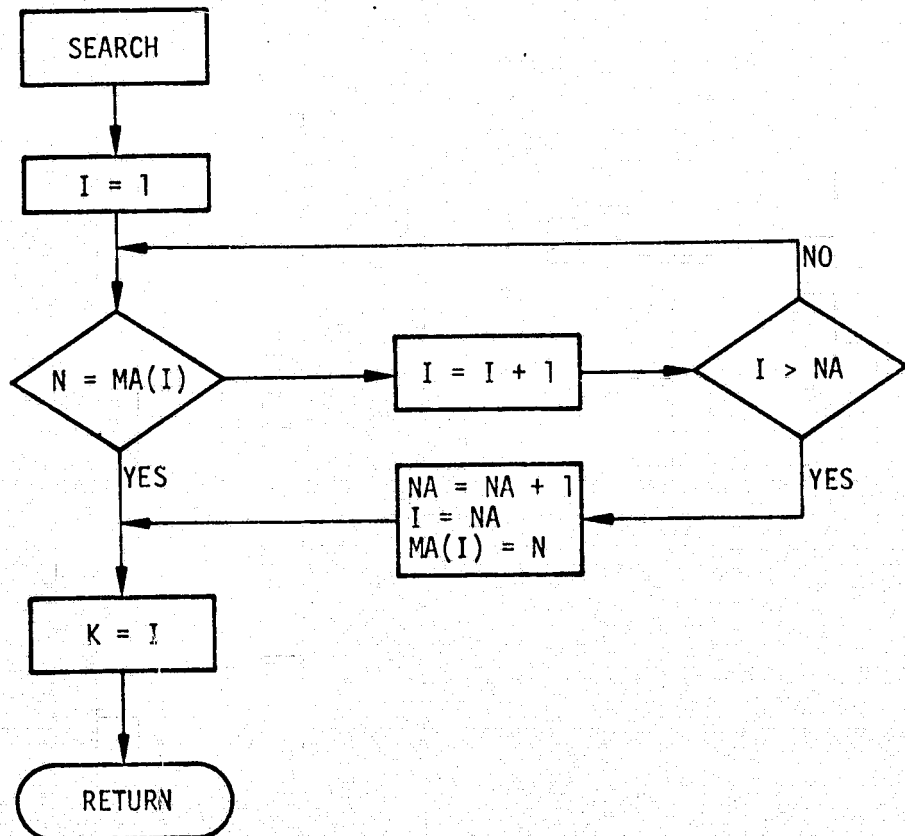 SEARCH
I = 1
NO
N = MA(I)
I = I + 1
I > NA
YES
YES
NA = NA + 1
I = NA
MA(I) = N
K = I
RETURN